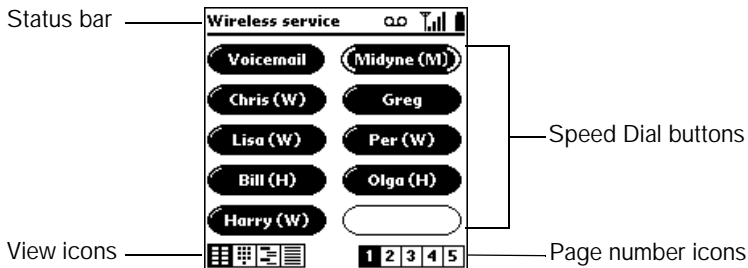 Status bar
Wireless service
Voicemail Midyne (M)
Chris (W) Greg
Lisa (W) Per (W)
Speed Dial buttons
Bill (H) Olga (H)
Harry (W)
View icons
1 2 3 4 5
Page number icons